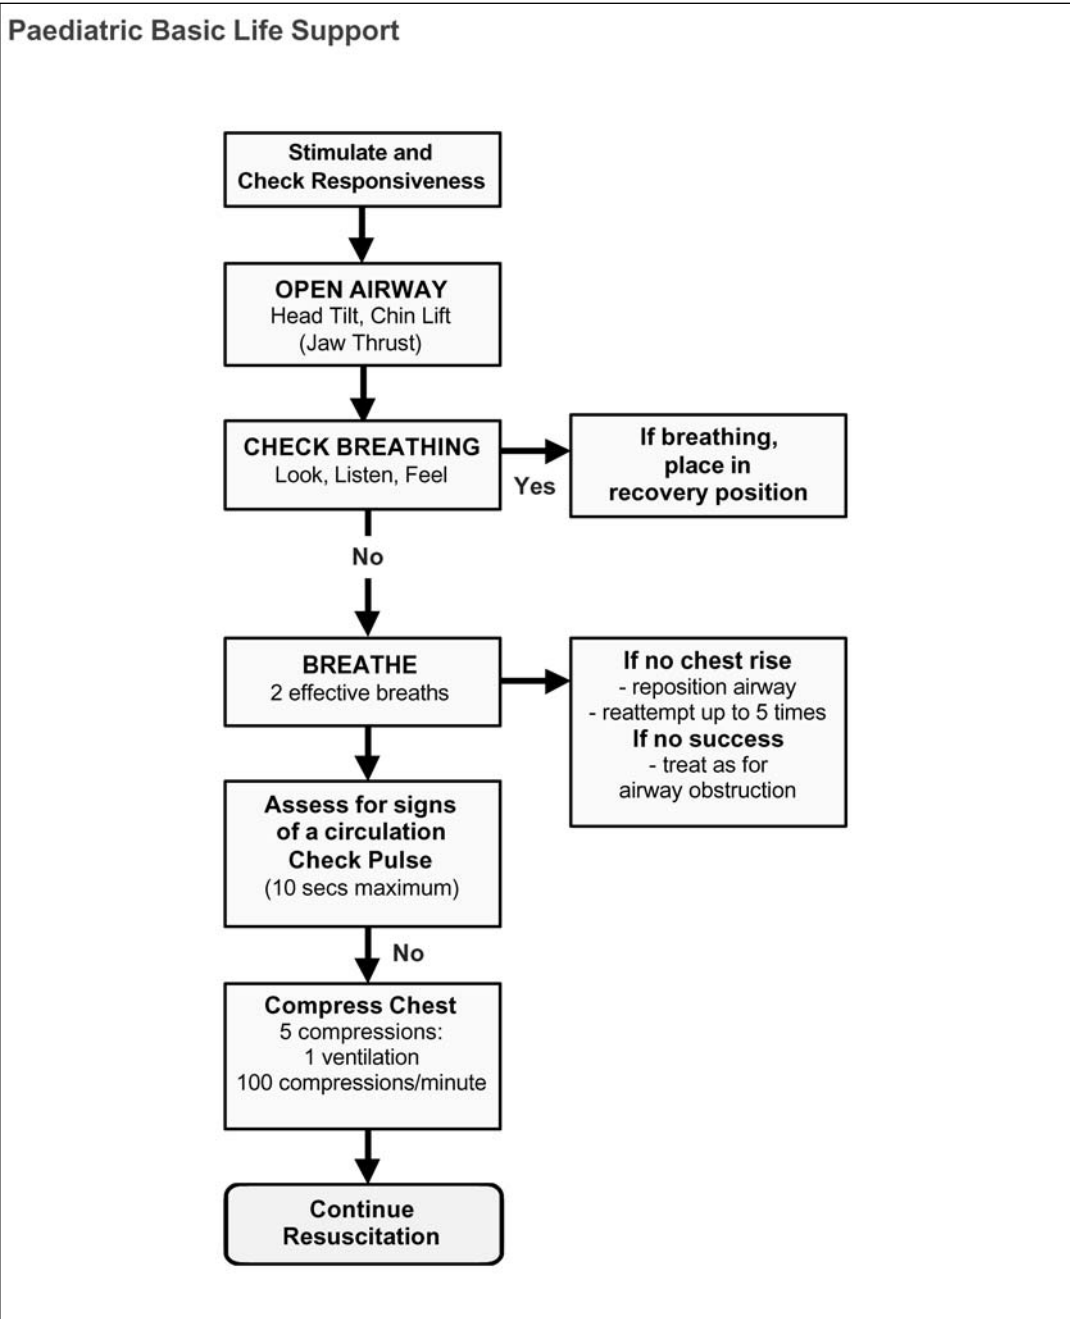 Paediatric Basic Life Support
Stimulate and
Check Responsiveness
OPEN AIRWAY
Head Tilt, Chin Lift
(Jaw Thrust)
CHECK BREATHING
Look, Listen, Feel
Yes
If breathing,
place in
recovery position
No
BREATHE
2 effective breaths
If no chest rise
- reposition airway
- reattempt up to 5 times
If no success
- treat as for
airway obstruction
Assess for signs
of a circulation
Check Pulse
(10 secs maximum)
No
Compress Chest
5 compressions:
1 ventilation
100 compressions/minute
Continue
Resuscitation